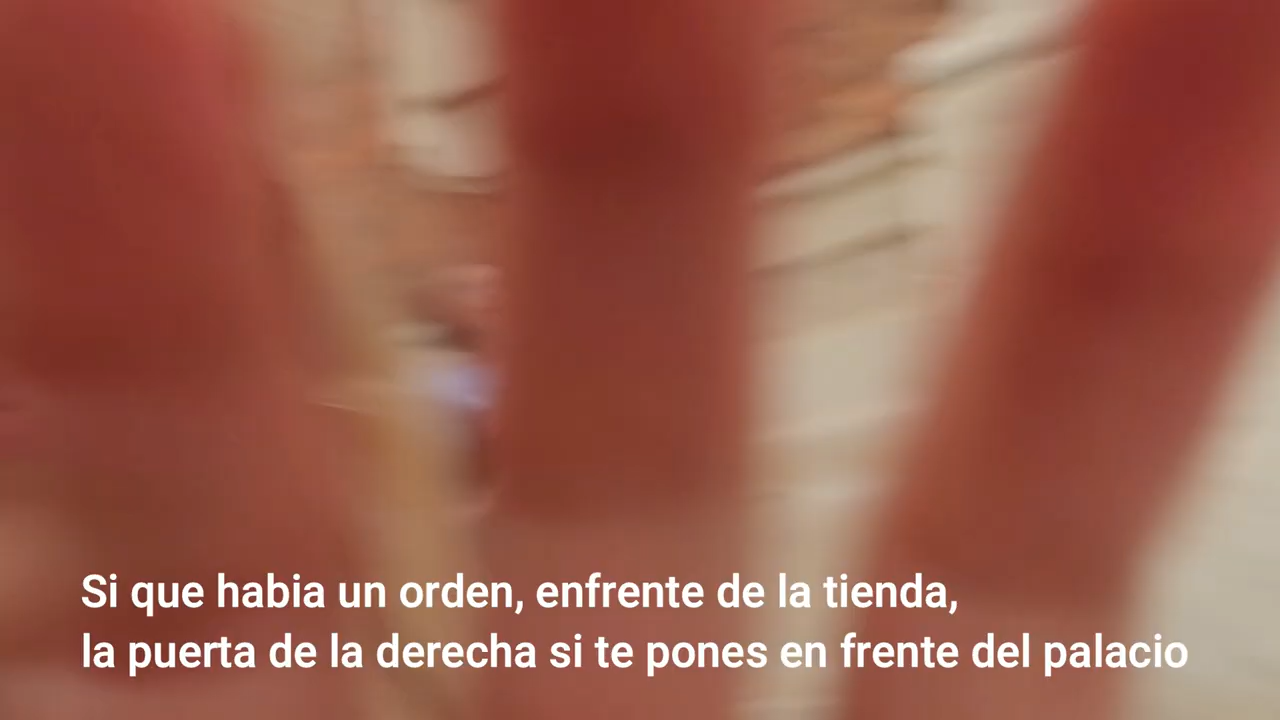 Si que habia un orden, enfrente de la tienda,
la puerta de la derecha si te pones en frente del palacio